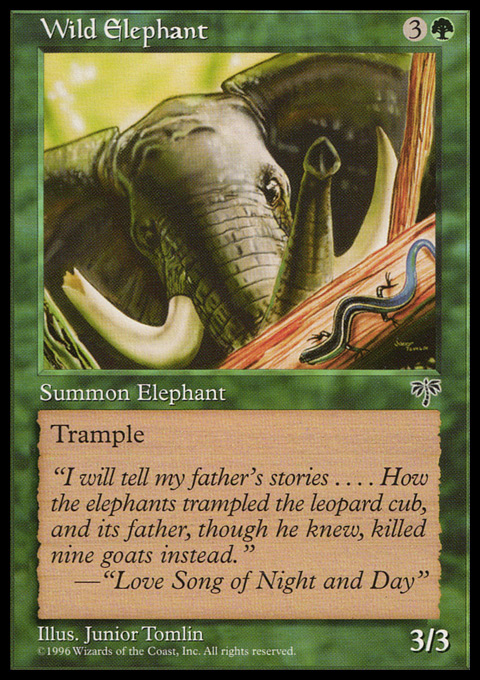 Wild Elephant 3
Summon Elephant
Trample
“I will tell my father’s stories . . . . How
the elephants trampled the leopard cub,
and its father, though he knew, killed
nine goats instead.”
—“Love Song of Night and Day”
Illus. Junior Tomlin
3/3
©1996 Wizards of the Coast, Inc. All rights reserved.